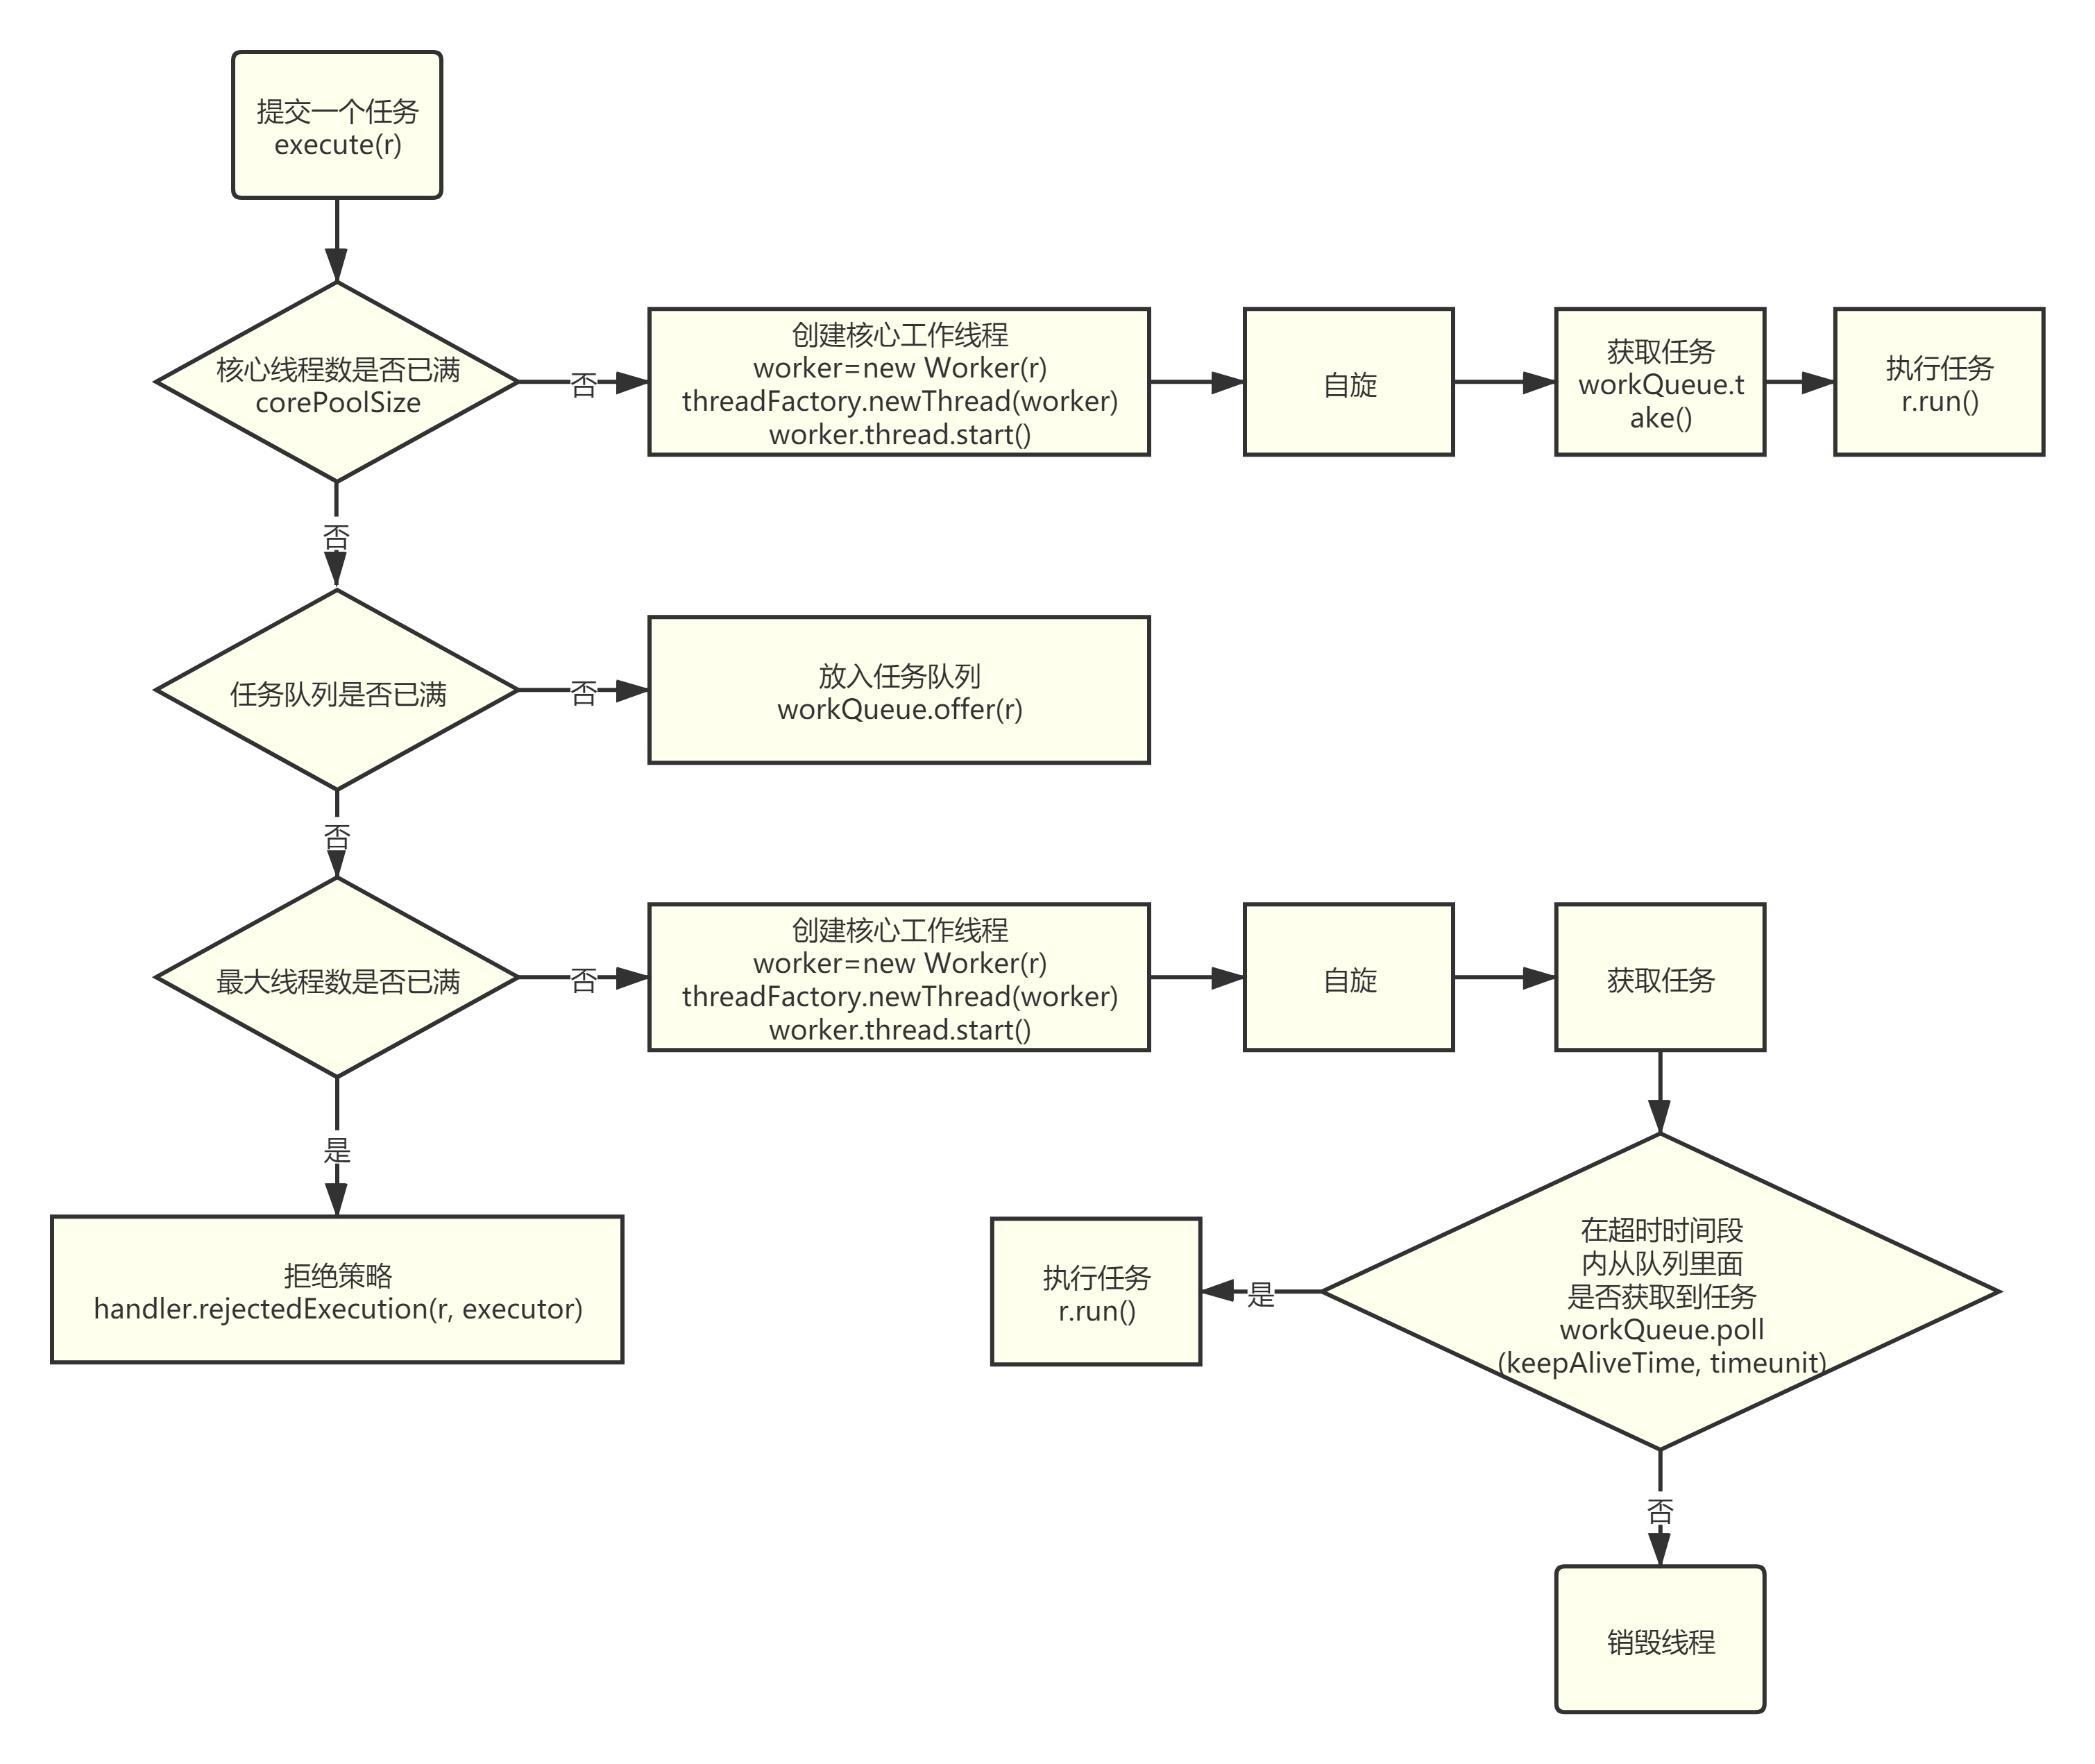 提交一个任务
execute(r)
核心线程数是否已满
corePoolSize
否
创建核心工作线程
worker=new Worker(r)
threadFactory.newThread(worker)
worker.thread.start()
自旋
获取任务
workQueue.t
ake()
执行任务
r.run()
否
任务队列是否已满
否
放入任务队列
workQueue.offer(r)
否
最大线程数是否已满
否
创建核心工作线程
worker=new Worker(r)
threadFactory.newThread(worker)
worker.thread.start()
自旋
获取任务
是
拒绝策略
handler.rejectedExecution(r, executor)
在超时时间段
内从队列里面
是否获取到任务
workQueue.poll
(keepAliveTime, timeunit)
是
执行任务
r.run()
否
销毁线程